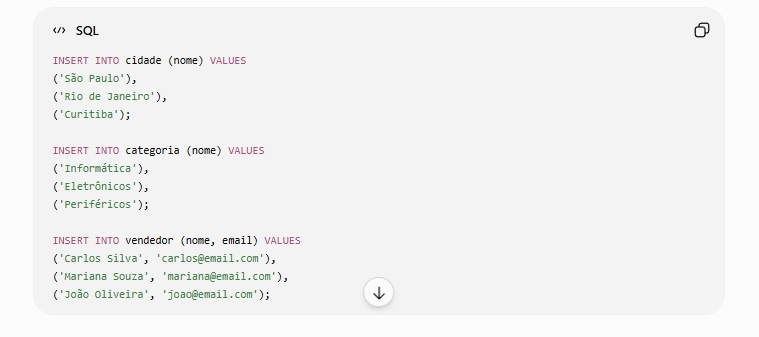 </> SQL
INSERT INTO cidade (nome) VALUES
('São Paulo'),
('Rio de Janeiro'),
('Curitiba');
INSERT INTO categoria (nome) VALUES
('Informática'),
('Eletrônicos'),
('Periféricos');
INSERT INTO vendedor (nome, email) VALUES
('Carlos Silva', 'carlos@email.com'),
('Mariana Souza', 'mariana@email.com'),
('João Oliveira', 'joao@email.com');